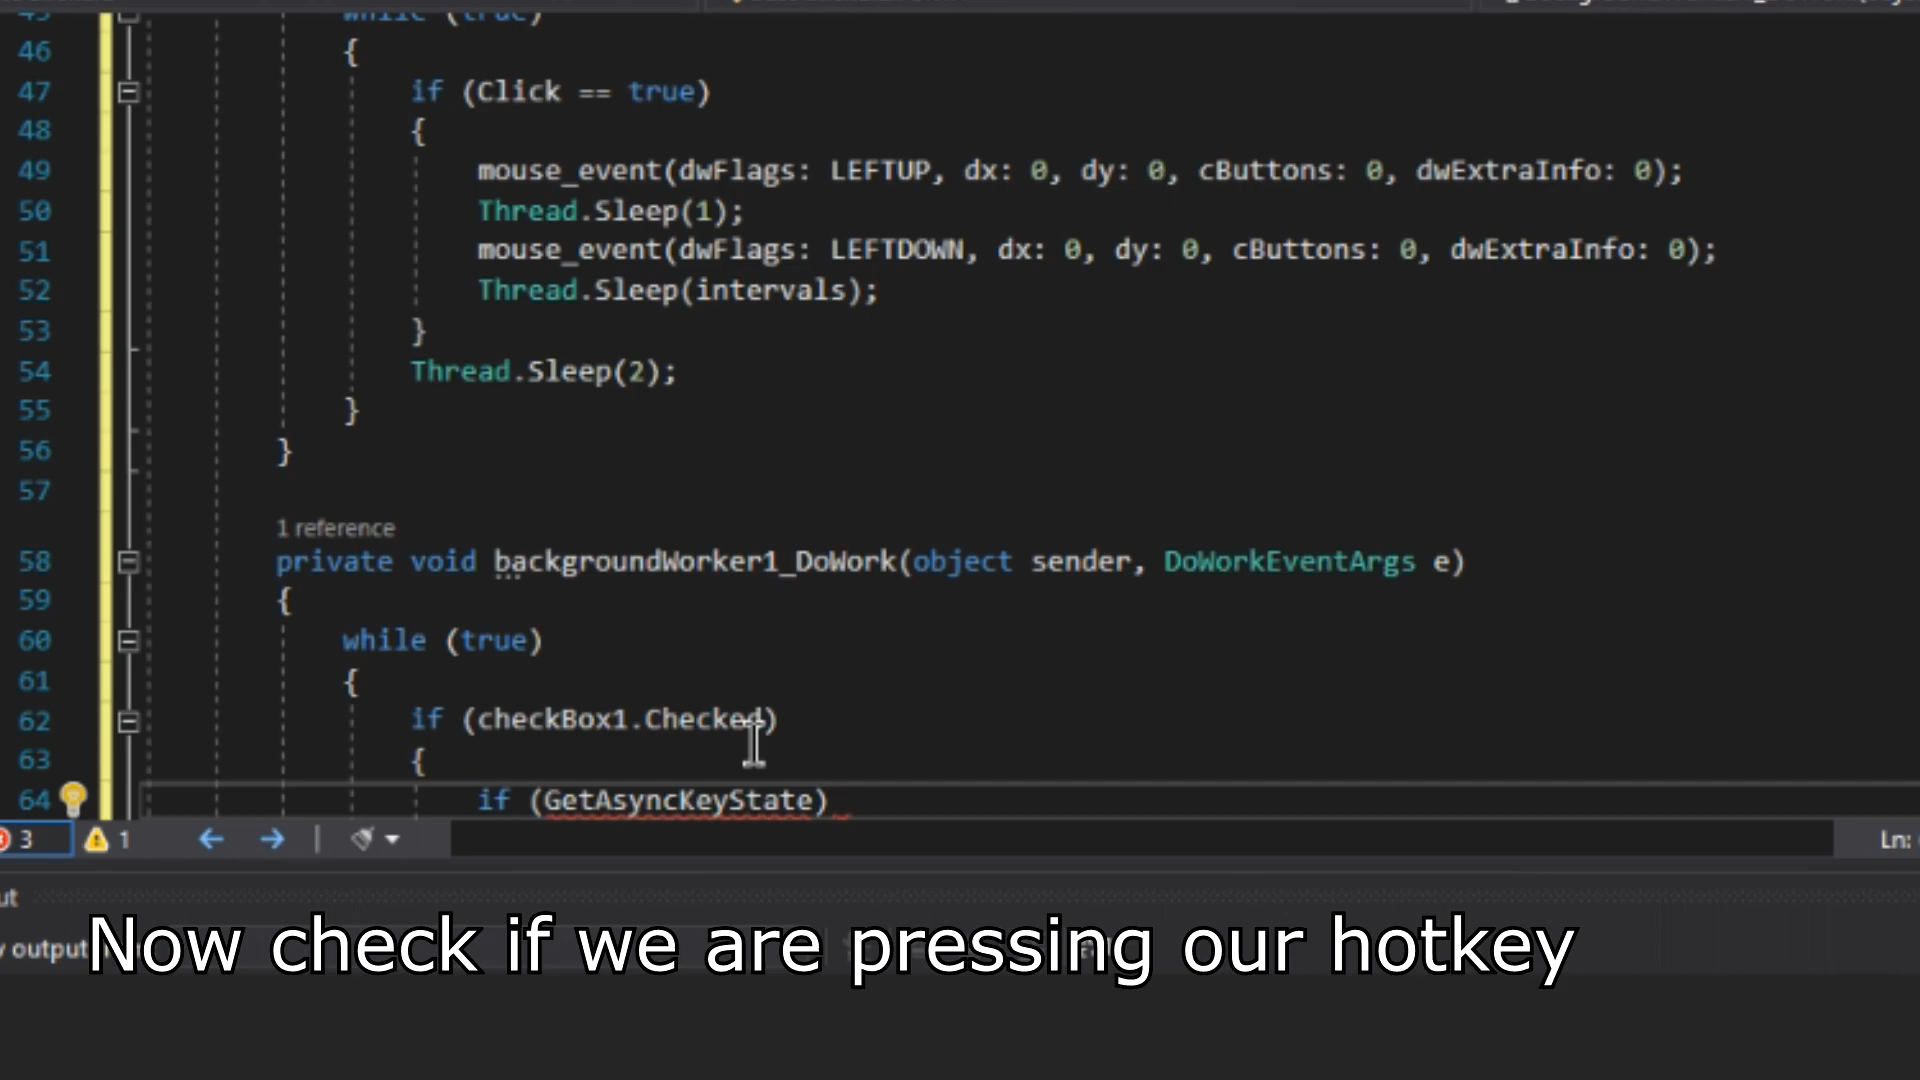 45 while (true)
46 {
47 if (Click == true)
48 {
49 mouse_event(dwFlags: LEFTUP, dx: 0, dy: 0, cButtons: 0, dwExtraInfo: 0);
50 Thread.Sleep(1);
51 mouse_event(dwFlags: LEFTDOWN, dx: 0, dy: 0, cButtons: 0, dwExtraInfo: 0);
52 Thread.Sleep(intervals);
53 }
54 Thread.Sleep(2);
55 }
56 }
57
1 reference
58 private void backgroundWorker1_DoWork(object sender, DoWorkEventArgs e)
59 {
60 while (true)
61 {
62 if (checkBox1.Checked)
63 {
64 if (GetAsyncKeyState)
3 1 Ln:
output
Now check if we are pressing our hotkey